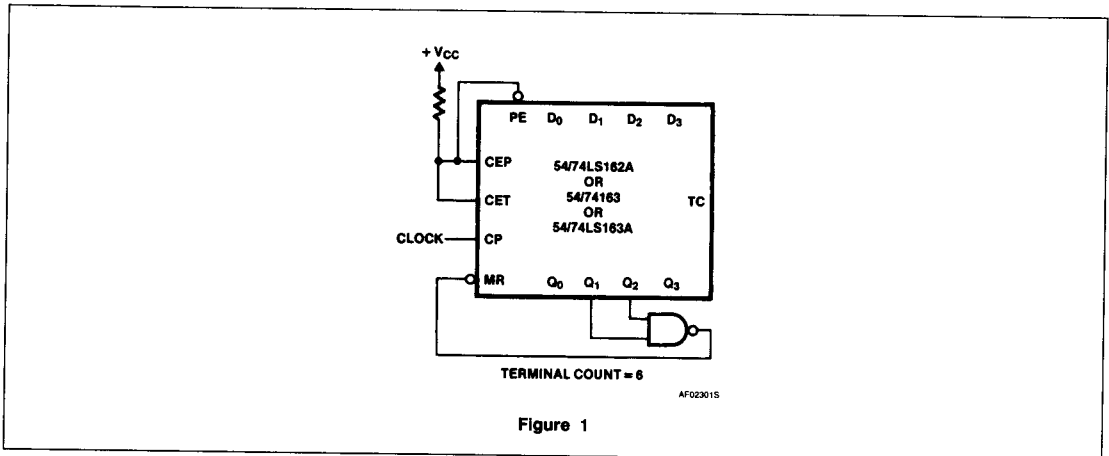 + VCC
PE D0 D1 D2 D3
CEP
54/74LS162A
OR
CET
54/74163
TC
OR
54/74LS163A
CLOCK
CP
MR
Q0 Q1 Q2 Q3
TERMINAL COUNT = 6
AF02301S
Figure 1